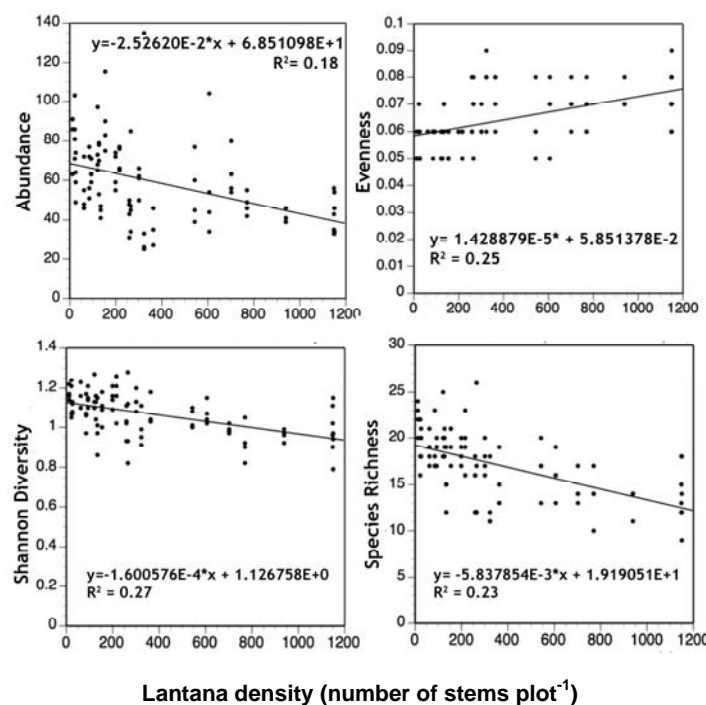 y=-2.52620E-2*x + 6.851098E+1
R²= 0.18
Abundance
140
120
100
80
60
40
20
0
0 200 400 600 800 1000 1200
Evenness
0.1
0.09
0.08
0.07
0.06
0.05
0.04
0.03
0.02
0.01
0
y= 1.428879E-5* + 5.851378E-2
R² = 0.25
0 200 400 600 800 1000 1200
Shannon Diversity
1.4
1.2
1
0.8
0.6
0.4
0.2
0
y=-1.600576E-4*x + 1.126758E+0
R² = 0.27
0 200 400 600 800 1000 1200
Species Richness
30
25
20
15
10
5
0
y= -5.837854E-3*x + 1.919051E+1
R² = 0.23
0 200 400 600 800 1000 1200
Lantana density (number of stems plot⁻¹)